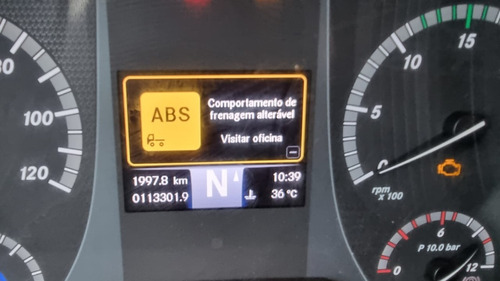 80
100
120
ABS
Comportamento de
frenagem alterável
Visitar oficina
1997.8 km
0113301.9
N
10:39
36 °C
15
10
5
0
rpm
x 100
6
P 10.0 bar
0
12